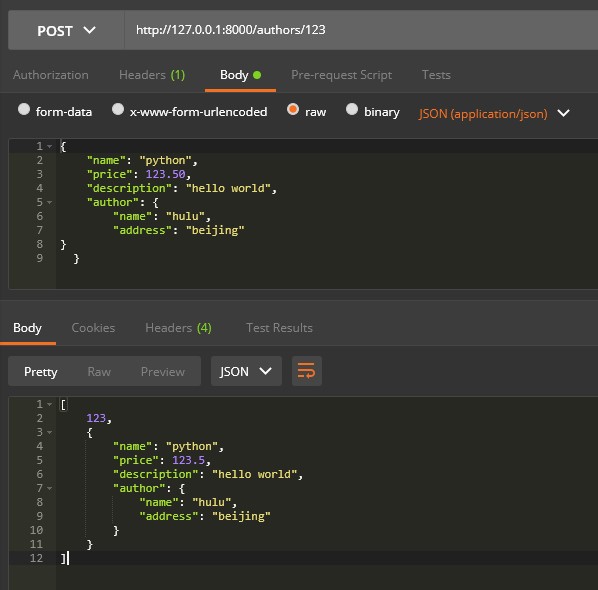 POST http://127.0.0.1:8000/authors/123
Authorization Headers (1) Body Pre-request Script Tests
form-data x-www-form-urlencoded raw binary JSON (application/json)
1 {
2 "name": "python",
3 "price": 123.50,
4 "description": "hello world",
5 "author": {
6 "name": "hulu",
7 "address": "beijing"
8 }
9 }
Body Cookies Headers (4) Test Results
Pretty Raw Preview JSON
1 [
2 123,
3 {
4 "name": "python",
5 "price": 123.5,
6 "description": "hello world",
7 "author": {
8 "name": "hulu",
9 "address": "beijing"
10 }
11 }
12 ]